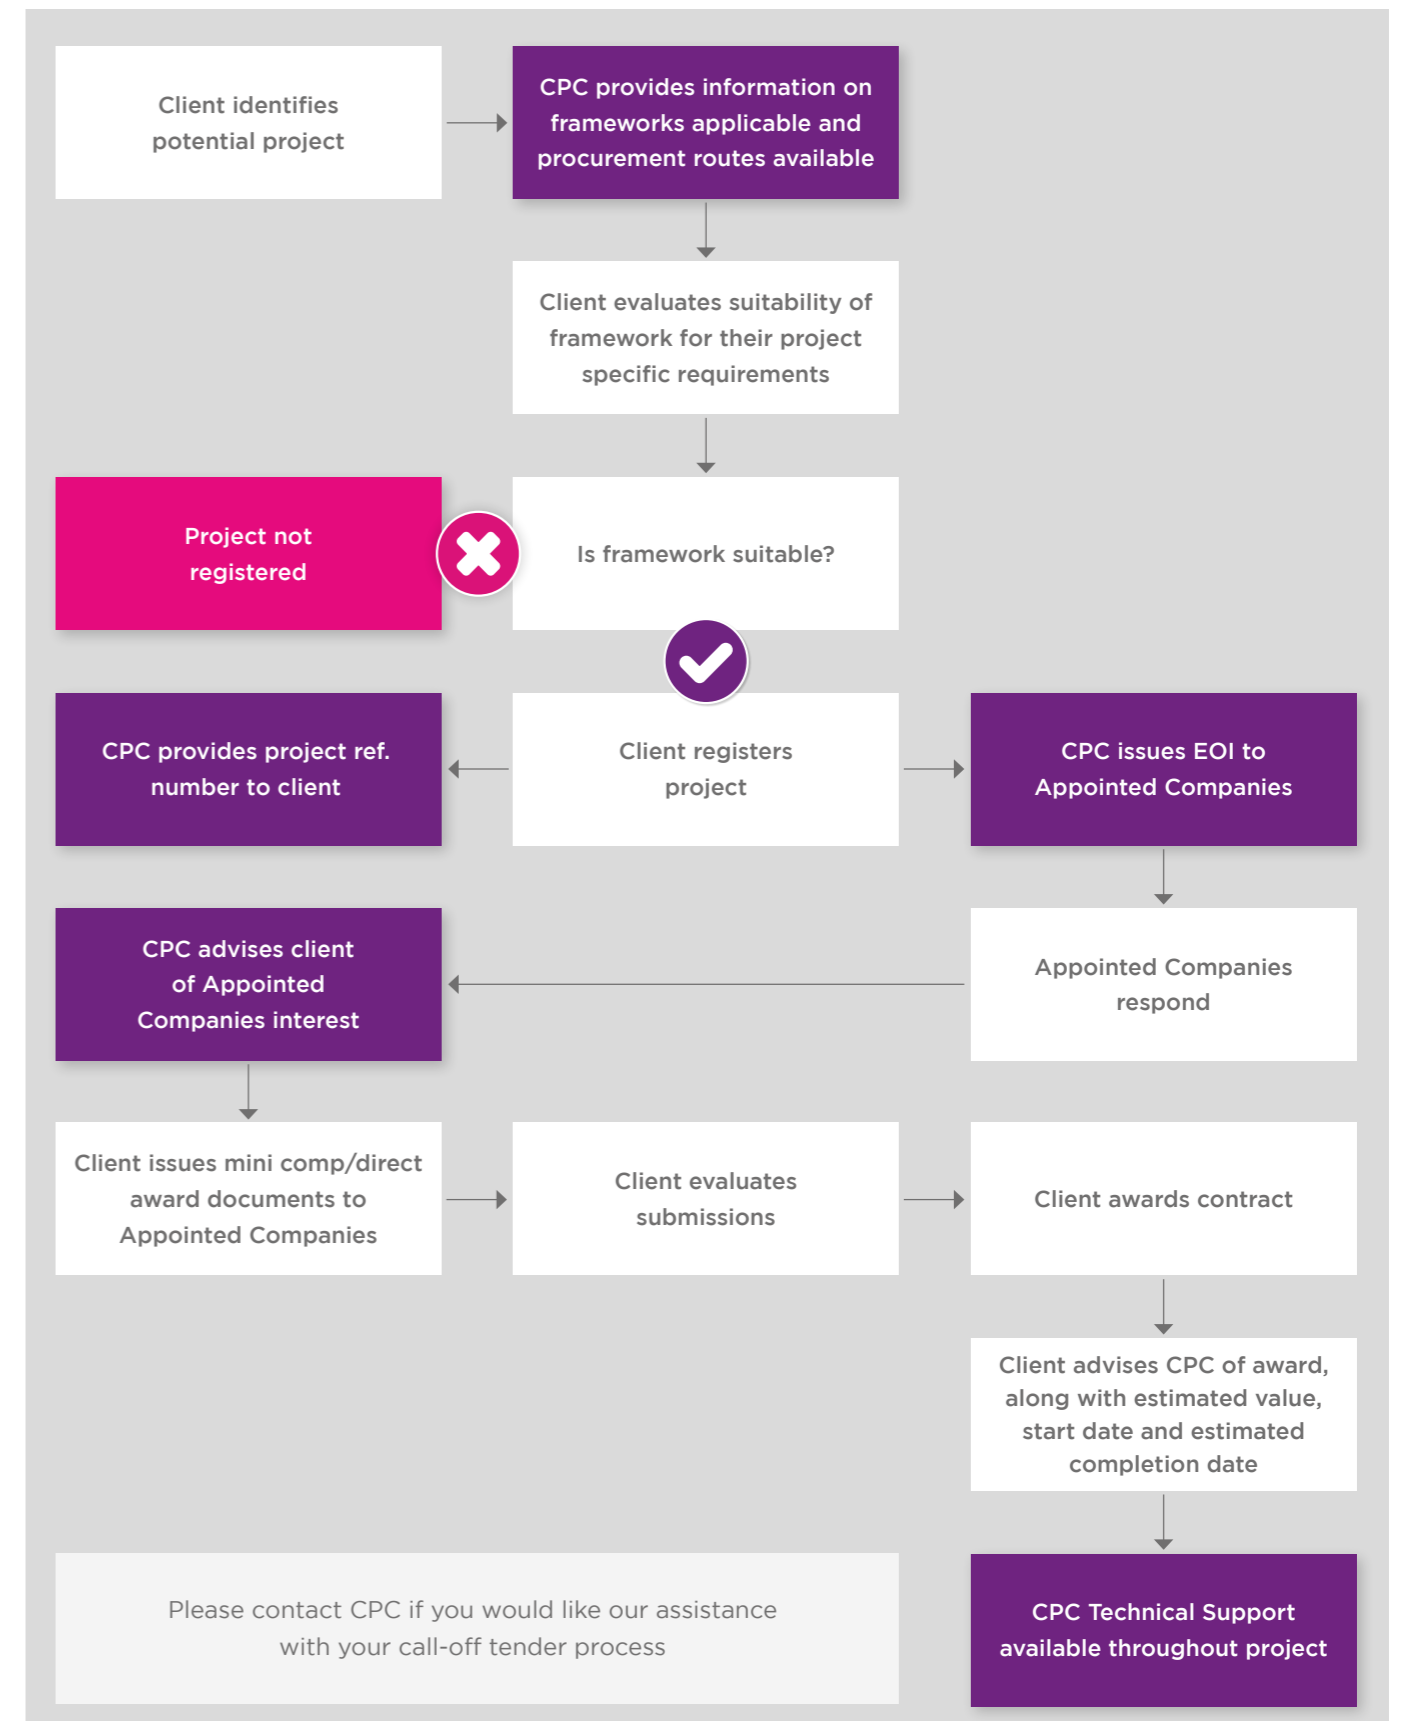 Client identifies
potential project
CPC provides information on
frameworks applicable and
procurement routes available
Client evaluates suitability of
framework for their project
specific requirements
Project not
registered
Is framework suitable?
CPC provides project ref.
number to client
Client registers
project
CPC issues EOI to
Appointed Companies
CPC advises client
of Appointed
Companies interest
Appointed Companies
respond
Client issues mini comp/direct
award documents to
Appointed Companies
Client evaluates
submissions
Client awards contract
Client advises CPC of award,
along with estimated value,
start date and estimated
completion date
Please contact CPC if you would like our assistance
with your call-off tender process
CPC Technical Support
available throughout project